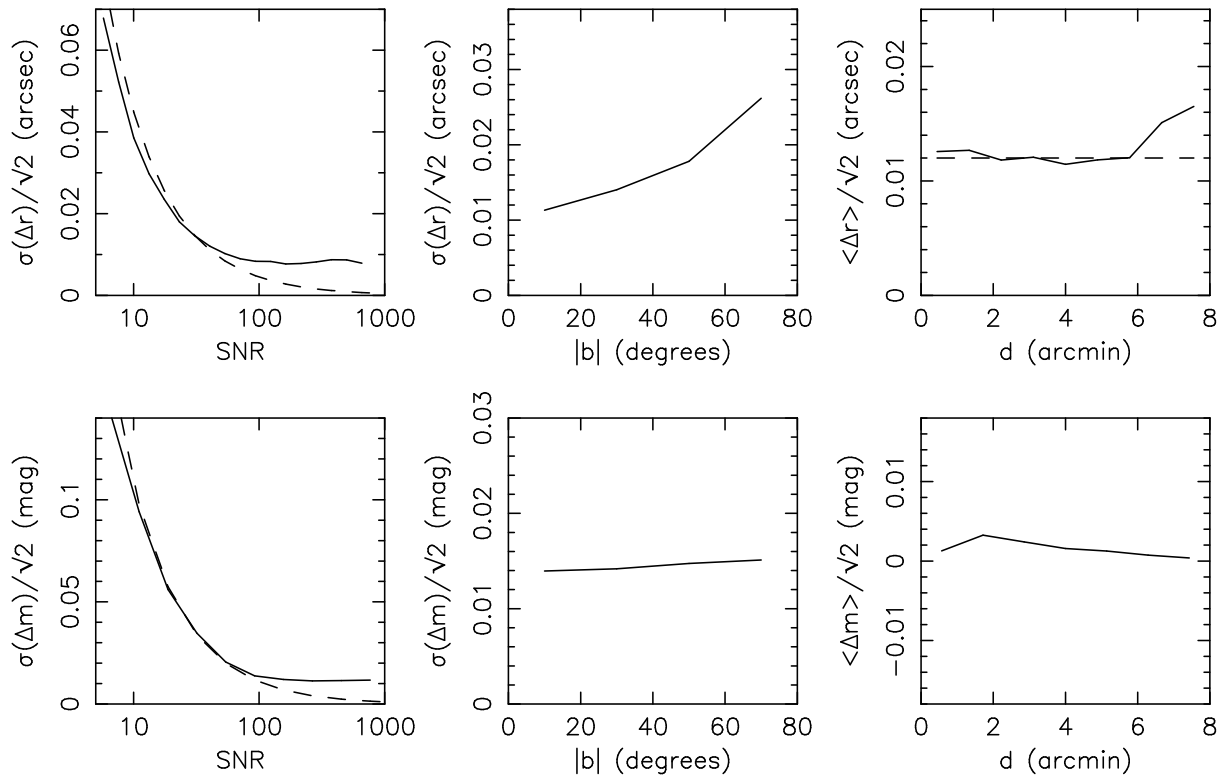 σ(Δr)/√2 (arcsec)
0 0.02 0.04 0.06
10 100 1000
SNR
σ(Δr)/√2 (arcsec)
0 0.01 0.02 0.03
0 20 40 60 80
|b| (degrees)
<Δr>/√2 (arcsec)
0 0.01 0.02
0 2 4 6 8
d (arcmin)
σ(Δm)/√2 (mag)
0 0.05 0.1
10 100 1000
SNR
σ(Δm)/√2 (mag)
0 0.01 0.02 0.03
0 20 40 60 80
|b| (degrees)
<Δm>/√2 (mag)
−0.01 0 0.01
0 2 4 6 8
d (arcmin)